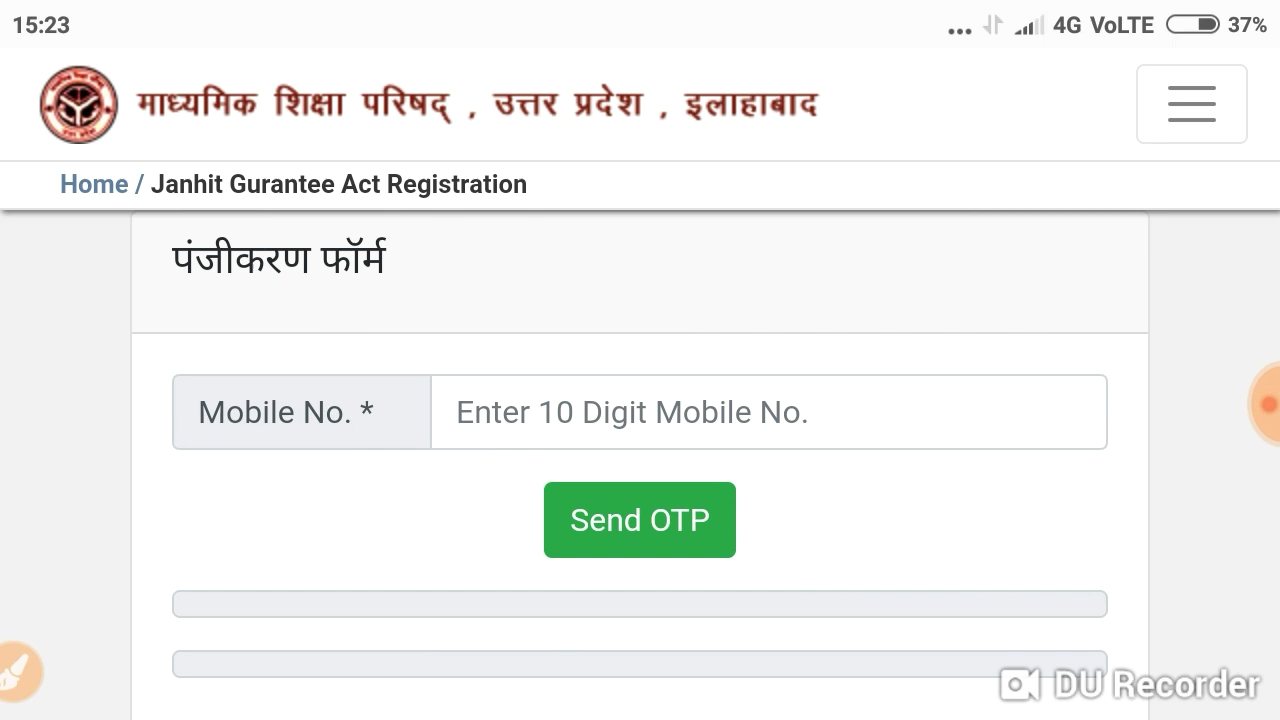 15:23
... 4G VoLTE 37%
माध्यमिक शिक्षा परिषद् , उत्तर प्रदेश , इलाहाबाद
Home / Janhit Gurantee Act Registration
पंजीकरण फॉर्म
Mobile No. * Enter 10 Digit Mobile No.
Send OTP
DU Recorder